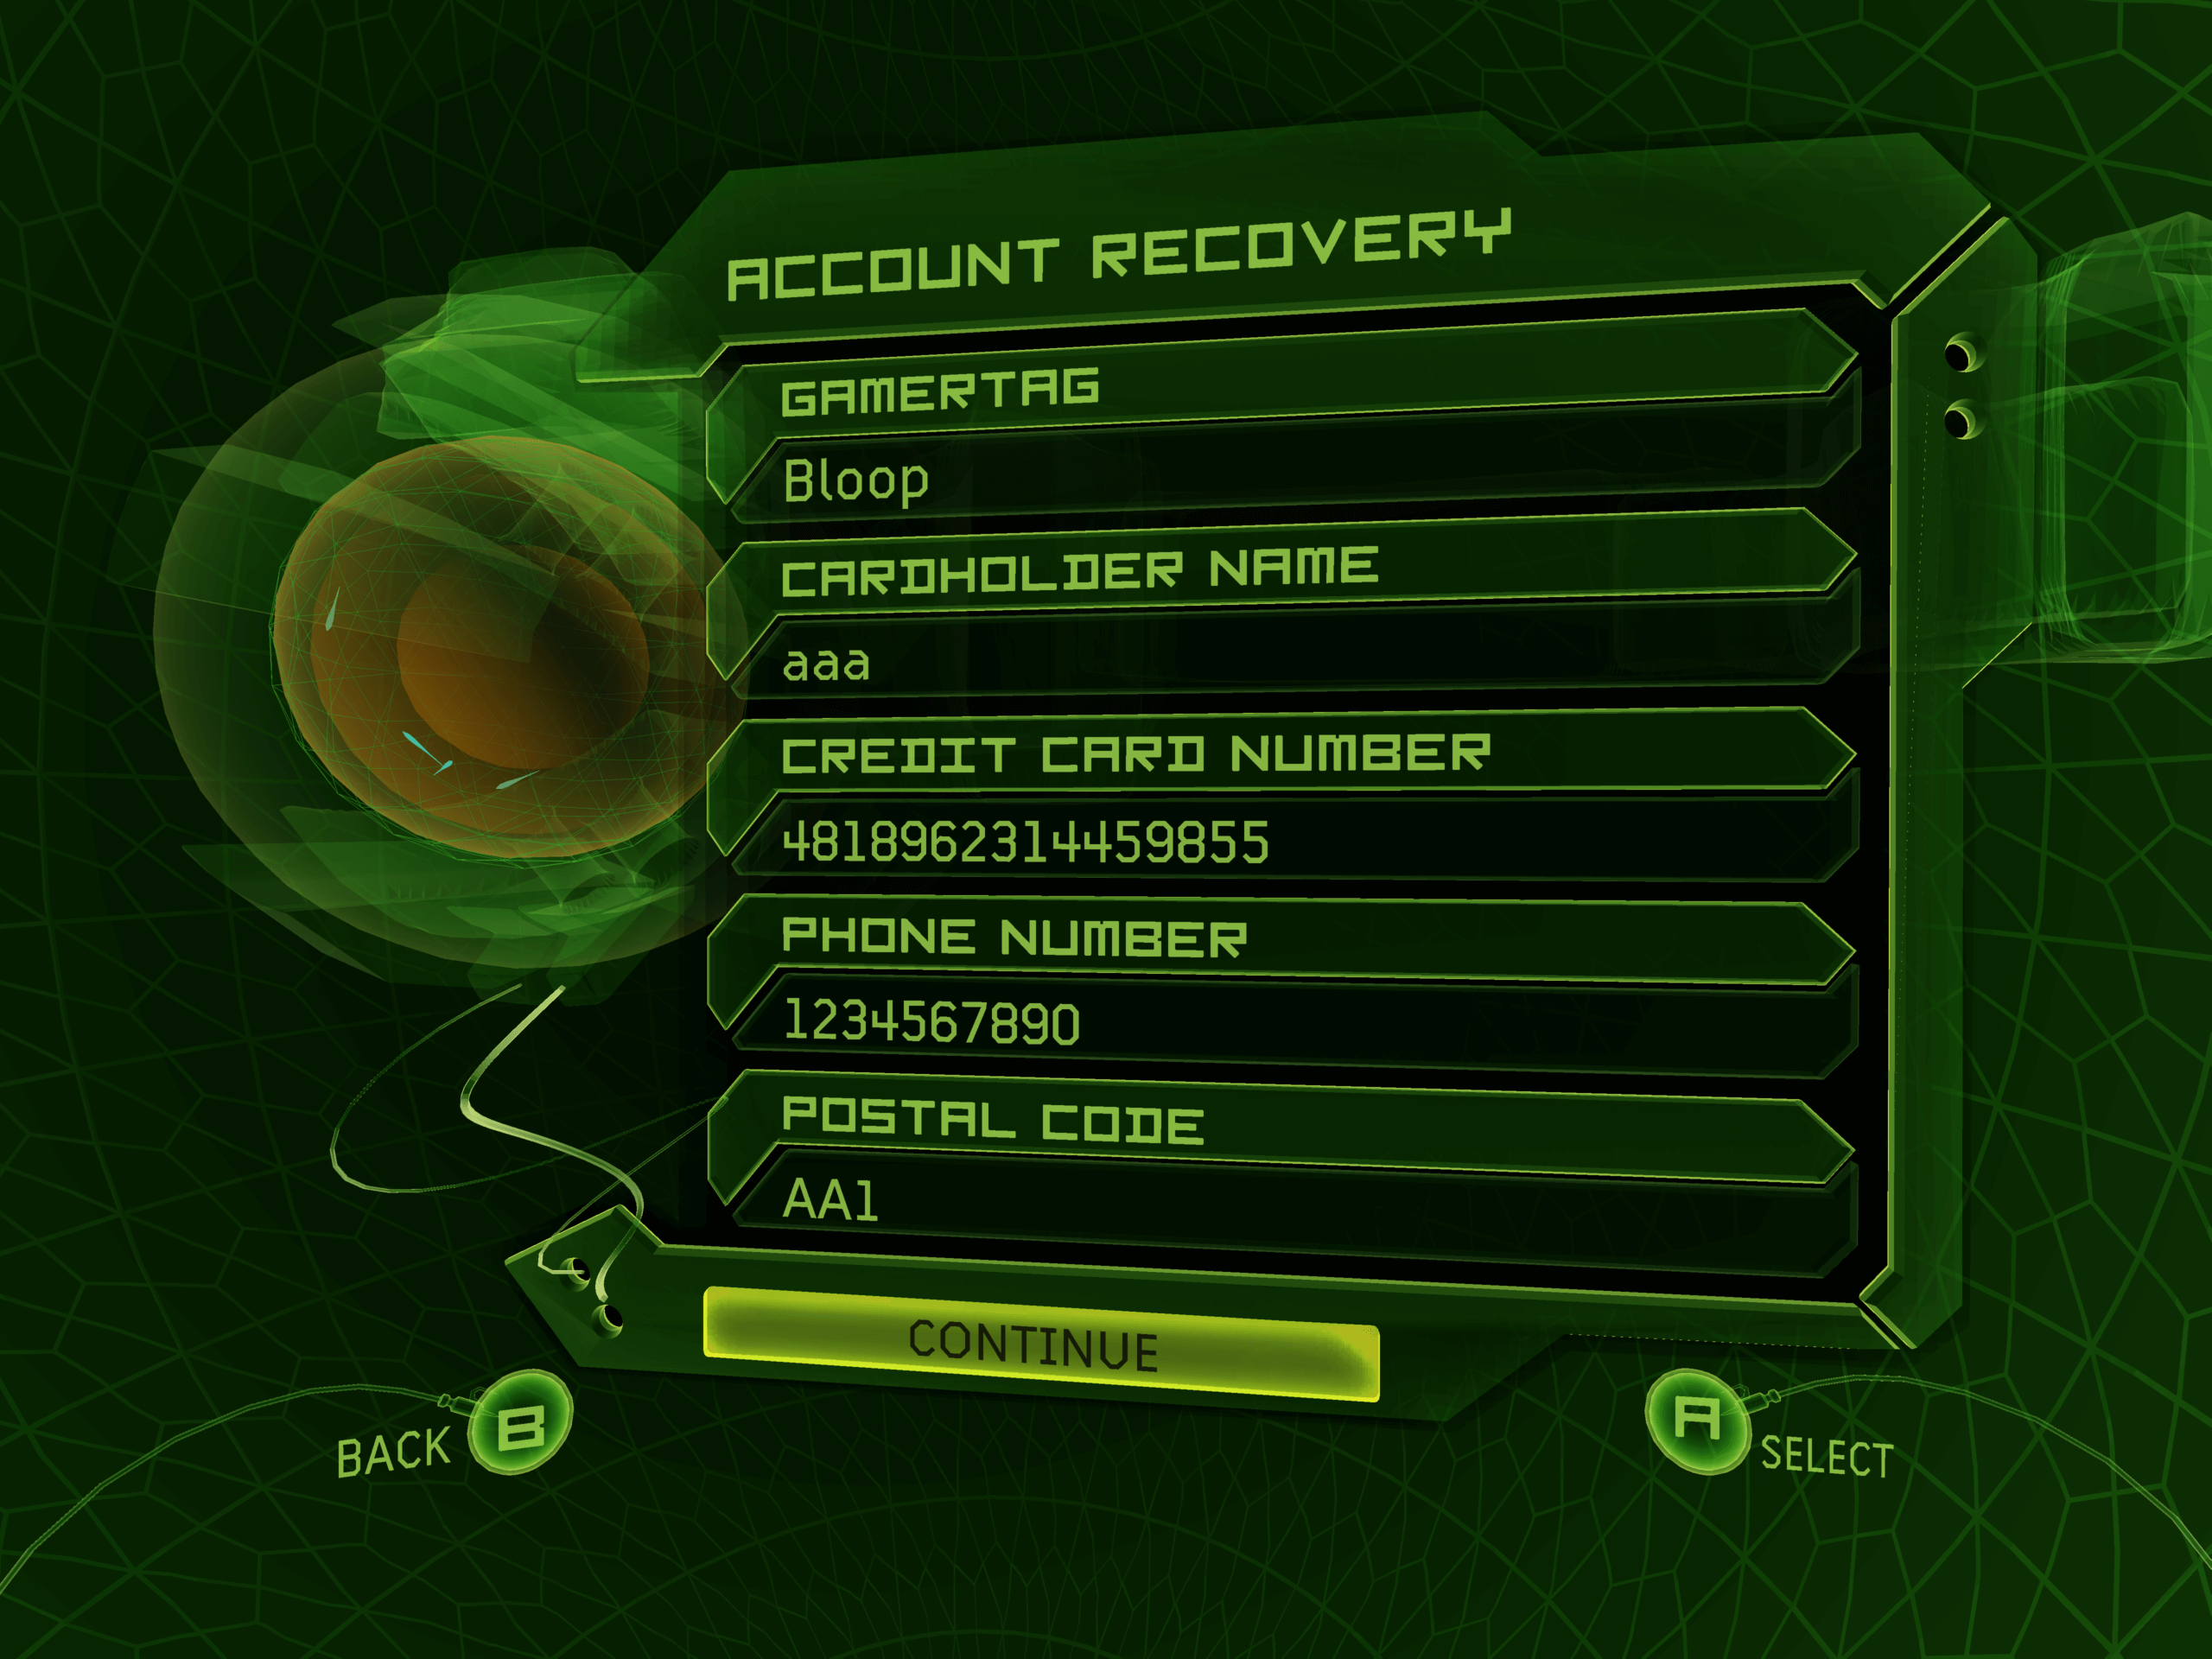 ACCOUNT RECOVERY
GAMERTAG
Bloop
CARDHOLDER NAME
aaa
CREDIT CARD NUMBER
4818962314459855
PHONE NUMBER
1234567890
POSTAL CODE
AA1
CONTINUE
BACK B
A SELECT